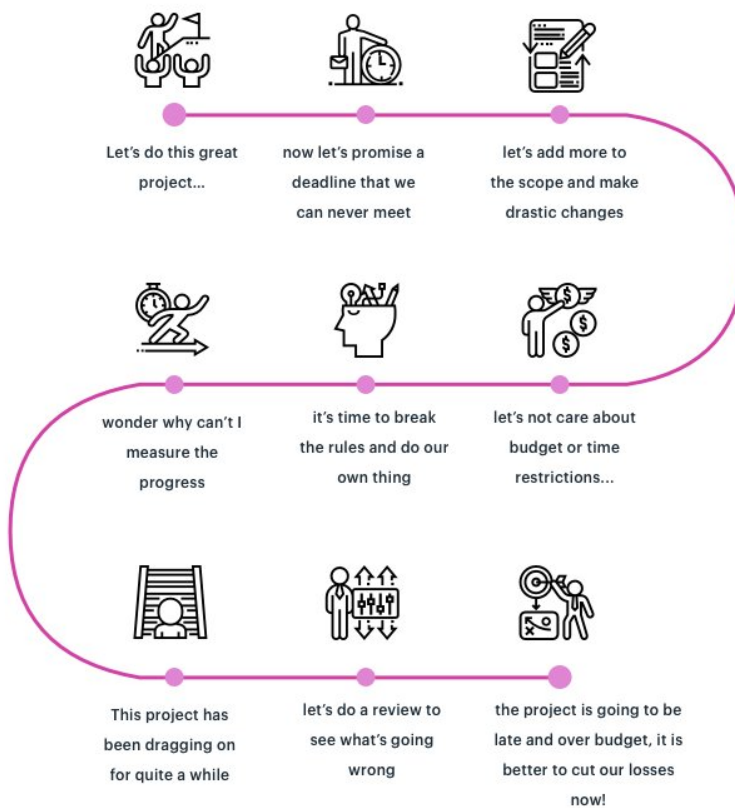 Let's do this great
project...
now let's promise a
deadline that we
can never meet
let's add more to
the scope and make
drastic changes
let's not care about
budget or time
restrictions...
it's time to break
the rules and do our
own thing
wonder why can't I
measure the
progress
This project has
been dragging on
for quite a while
let's do a review to
see what's going
wrong
the project is going to be
late and over budget, it is
better to cut our losses
now!